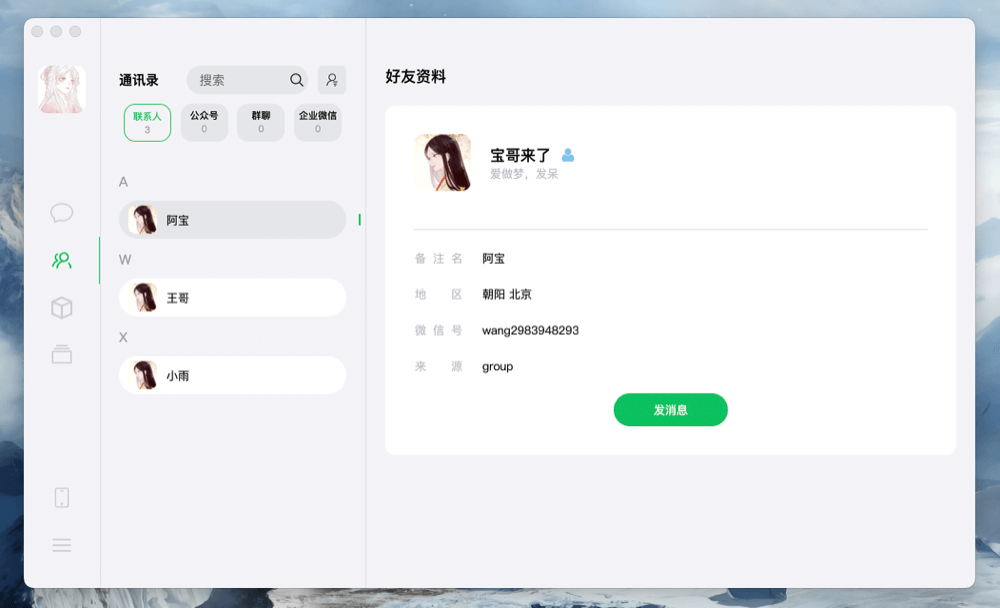 通讯录
搜索
联系人
3
公众号
0
群聊
0
企业微信
0
A
阿宝
W
王哥
X
小雨
好友资料
宝哥来了
爱做梦，发呆
备注名 阿宝
地区 朝阳 北京
微信号 wang2983948293
来源 group
发消息